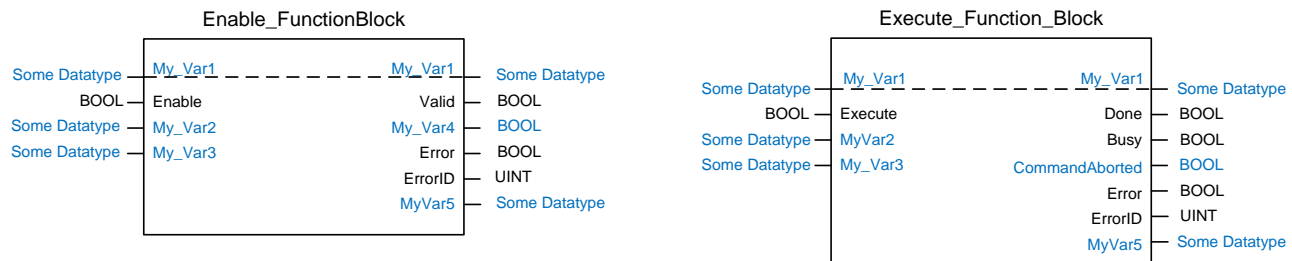 Enable_FunctionBlock
Some Datatype My_Var1 My_Var1 Some Datatype
BOOL Enable Valid BOOL
Some Datatype My_Var2 My_Var4 BOOL
Some Datatype My_Var3 Error BOOL
ErrorID UINT
MyVar5 Some Datatype
Execute_Function_Block
Some Datatype My_Var1 My_Var1 Some Datatype
BOOL Execute Done BOOL
Some Datatype MyVar2 Busy BOOL
Some Datatype My_Var3 CommandAborted BOOL
Error BOOL
ErrorID UINT
MyVar5 Some Datatype